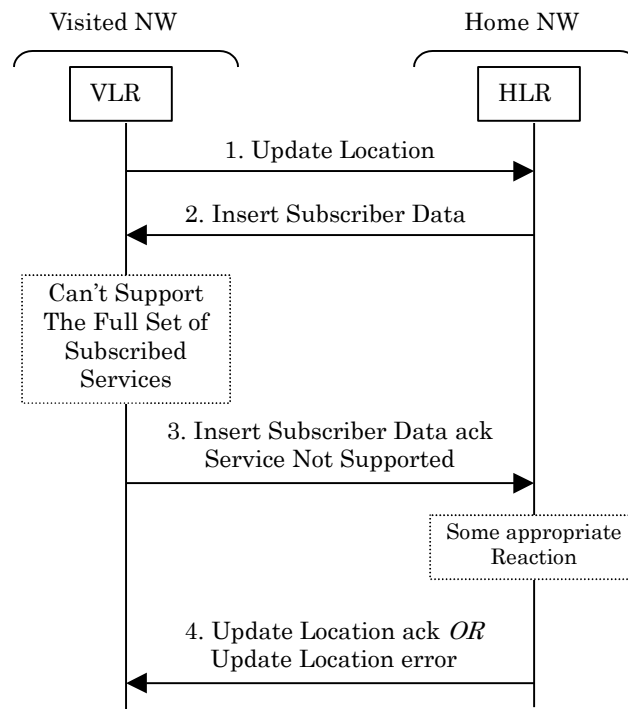 Visited NW
Home NW
VLR
HLR
1. Update Location
2. Insert Subscriber Data
Can't Support
The Full Set of
Subscribed
Services
3. Insert Subscriber Data ack
Service Not Supported
Some appropriate
Reaction
4. Update Location ack OR
Update Location error